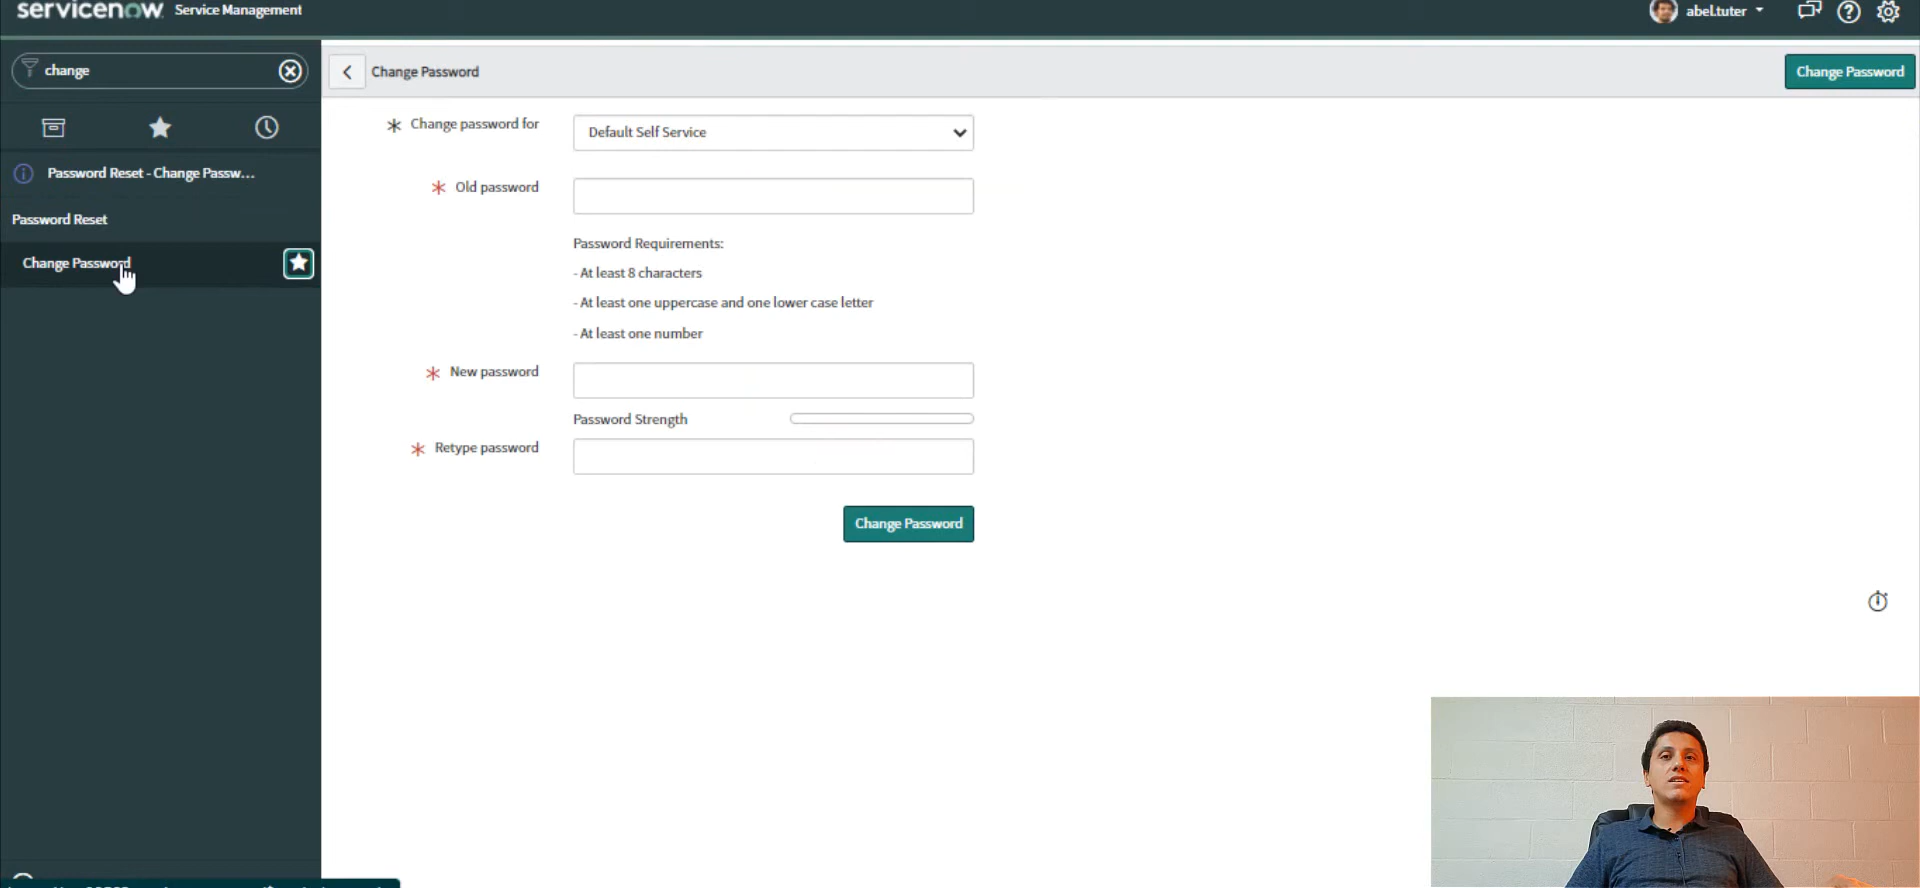 servicenow Service Management
abel.tuter
change
Change Password
Change Password
Password Reset - Change Passw...
Password Reset
Change Password
Change password for
Default Self Service
Old password
Password Requirements:
- At least 8 characters
- At least one uppercase and one lower case letter
- At least one number
New password
Password Strength
Retype password
Change Password